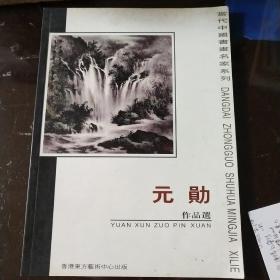 當代中國書畫名家系列
DANGDAI ZHONGGUO SHUHUA MINGJIA XILIE
元勛
作品選
YUAN XUN ZUO PIN XUAN
香港東方藝術中心出版